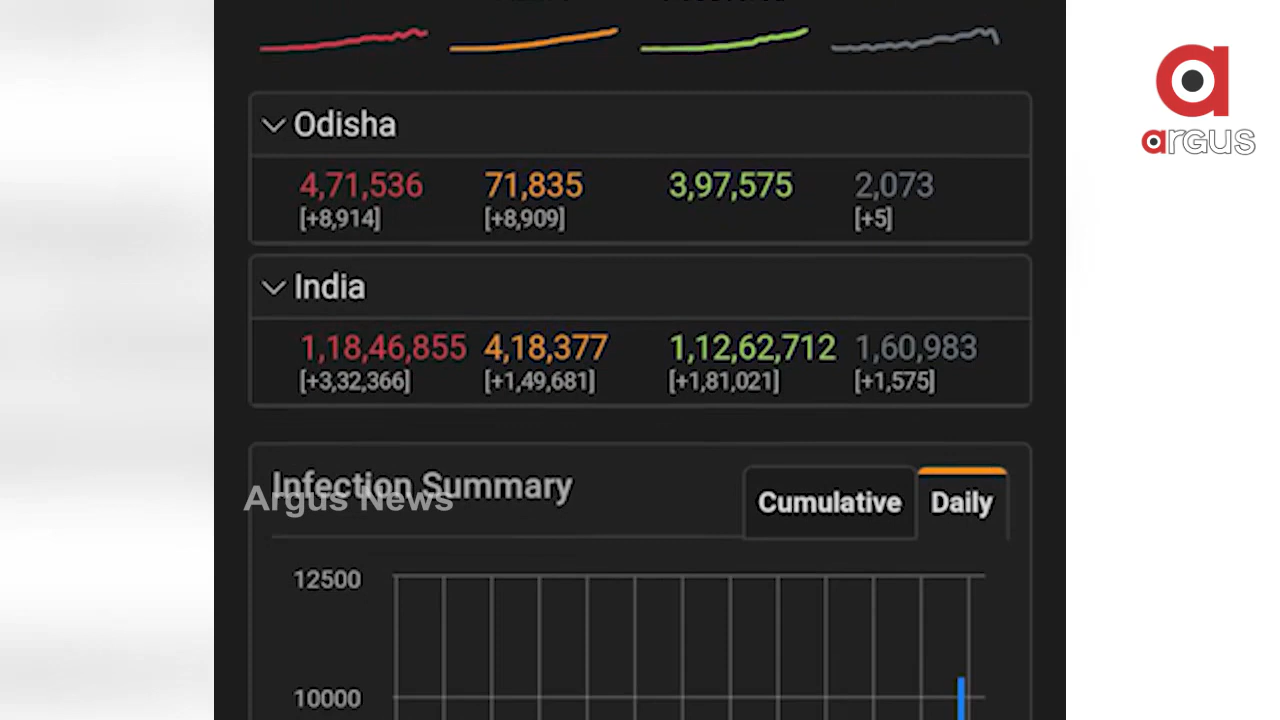 argus
Odisha
4,71,536 71,835 3,97,575 2,073
[+8,914] [+8,909] [+5]
India
1,18,46,855 4,18,377 1,12,62,712 1,60,983
[+3,32,366] [+1,49,681] [+1,81,021] [+1,575]
Infection Summary
Argus News
Cumulative Daily
12500
10000